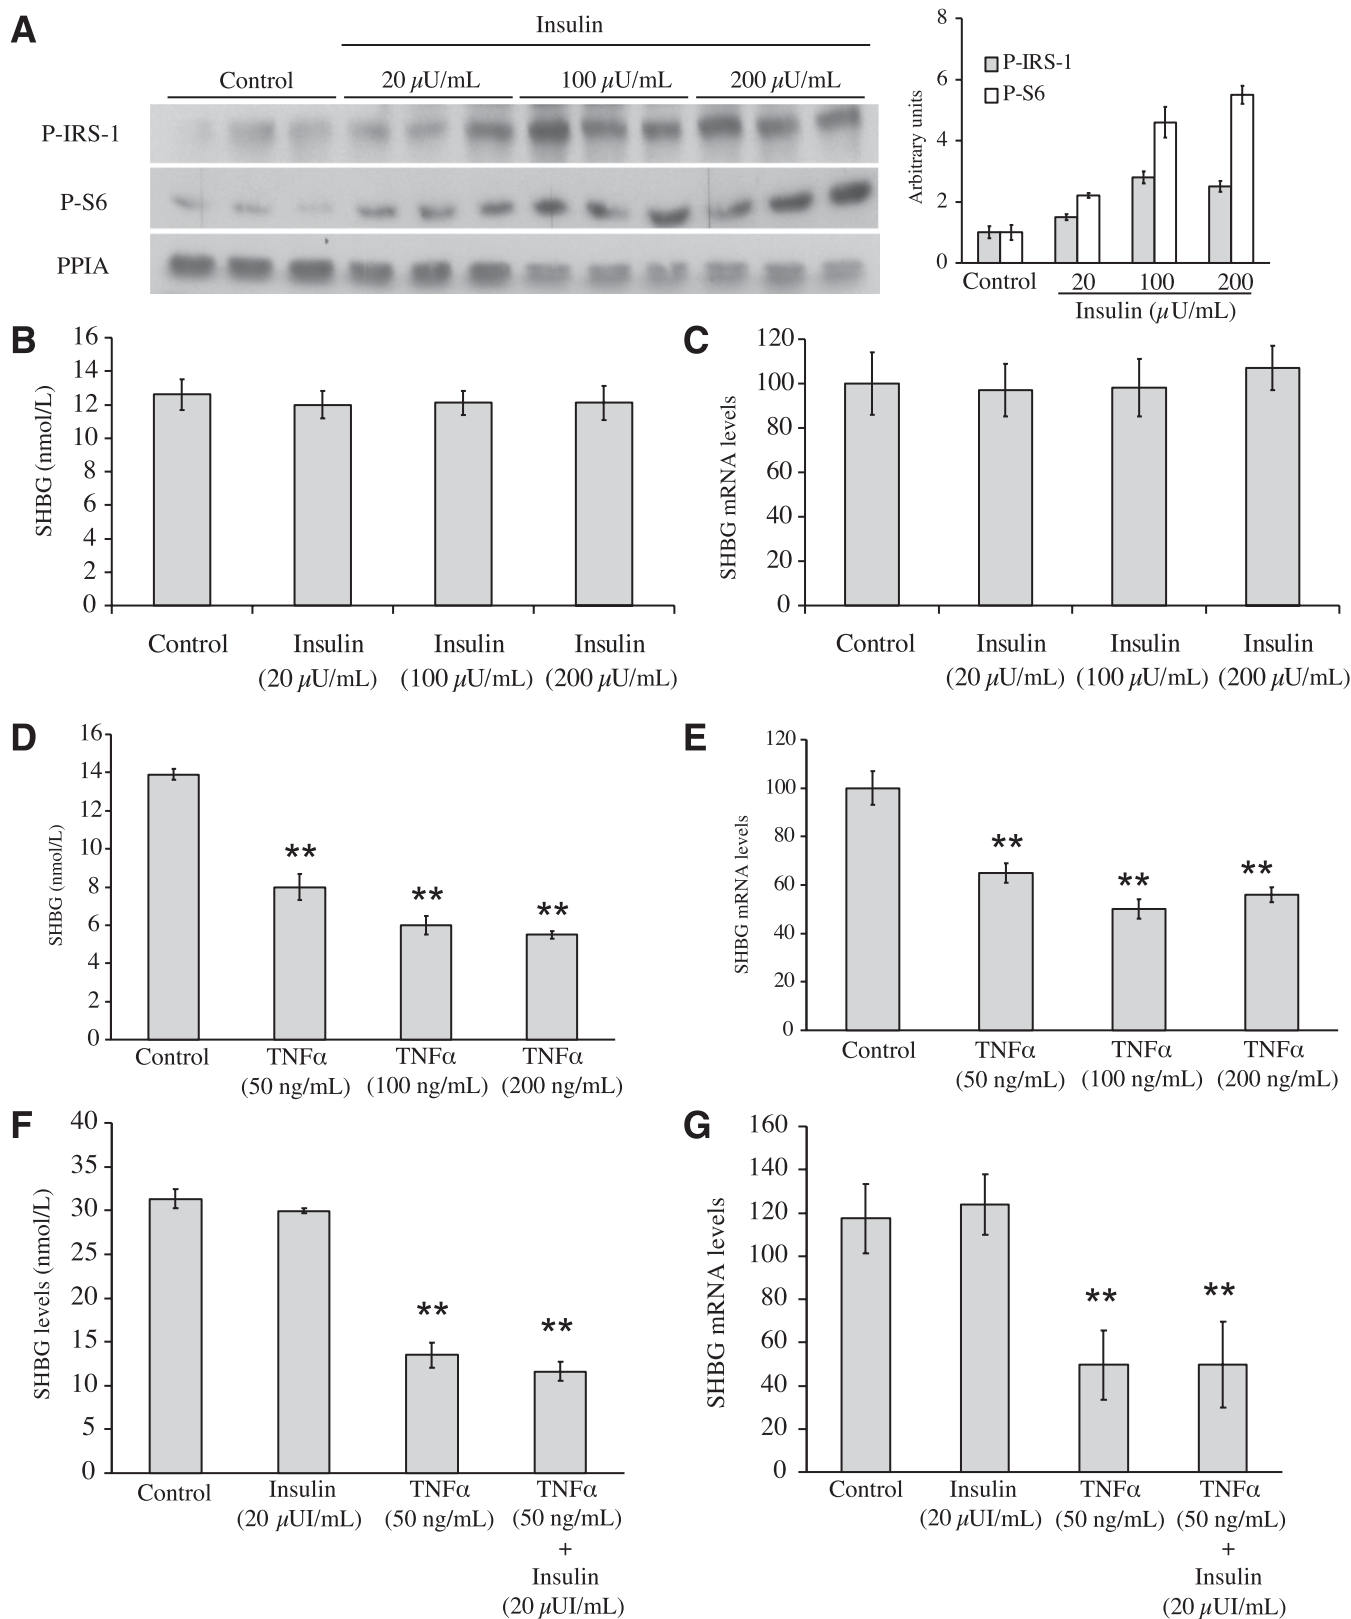 A
Insulin
Control
20 µU/mL
100 µU/mL
200 µU/mL
P-IRS-1
P-S6
PPIA
8
6
4
2
0
Arbitrary units
P-IRS-1
P-S6
Control
20
100
200
Insulin (µU/mL)
B
16
14
12
10
8
6
4
2
0
SHBG (nmol/L)
Control
Insulin
(20 µU/mL)
Insulin
(100 µU/mL)
Insulin
(200 µU/mL)
C
120
100
80
60
40
20
0
SHBG mRNA levels
Control
Insulin
(20 µU/mL)
Insulin
(100 µU/mL)
Insulin
(200 µU/mL)
D
16
14
12
10
8
6
4
2
0
SHBG (nmol/L)
**
**
**
Control
TNFα
(50 ng/mL)
TNFα
(100 ng/mL)
TNFα
(200 ng/mL)
E
120
100
80
60
40
20
0
SHBG mRNA levels
**
**
**
Control
TNFα
(50 ng/mL)
TNFα
(100 ng/mL)
TNFα
(200 ng/mL)
F
40
35
30
25
20
15
10
5
0
SHBG levels (nmol/L)
**
**
Control
Insulin
(20 µUI/mL)
TNFα
(50 ng/mL)
TNFα
(50 ng/mL)
+
Insulin
(20 µUI/mL)
G
160
140
120
100
80
60
40
20
0
SHBG mRNA levels
**
**
Control
Insulin
(20 µUI/mL)
TNFα
(50 ng/mL)
TNFα
(50 ng/mL)
+
Insulin
(20 µUI/mL)